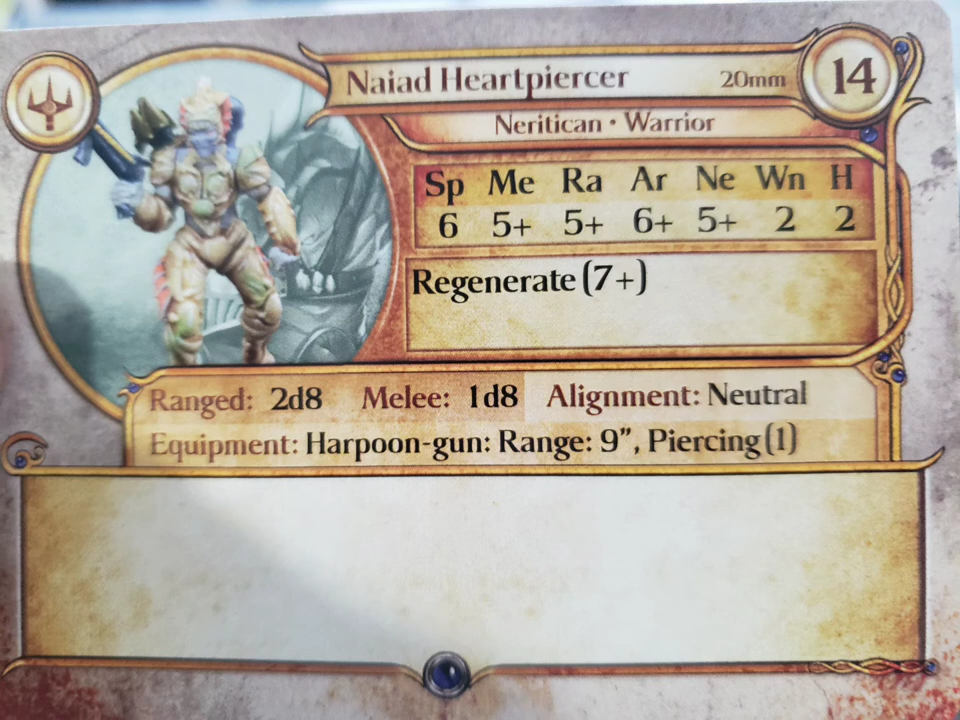 Naiad Heartpiercer 20mm 14
Neritican • Warrior
Sp Me Ra Ar Ne Wn H
6 5+ 5+ 6+ 5+ 2 2
Regenerate (7+)
Ranged: 2d8 Melee: 1d8 Alignment: Neutral
Equipment: Harpoon-gun: Range: 9", Piercing (1)